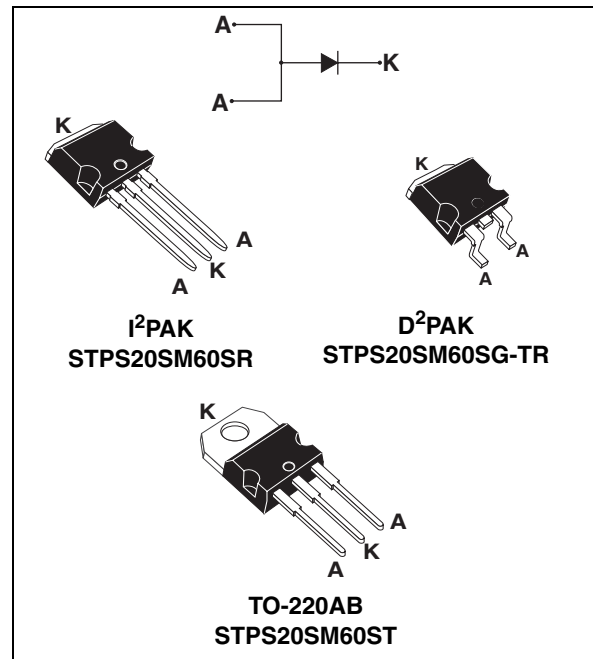 A
K
A
K
A
K
A
I²PAK
STPS20SM60SR
K
A
A
D²PAK
STPS20SM60SG-TR
K
A
K
A
TO-220AB
STPS20SM60ST